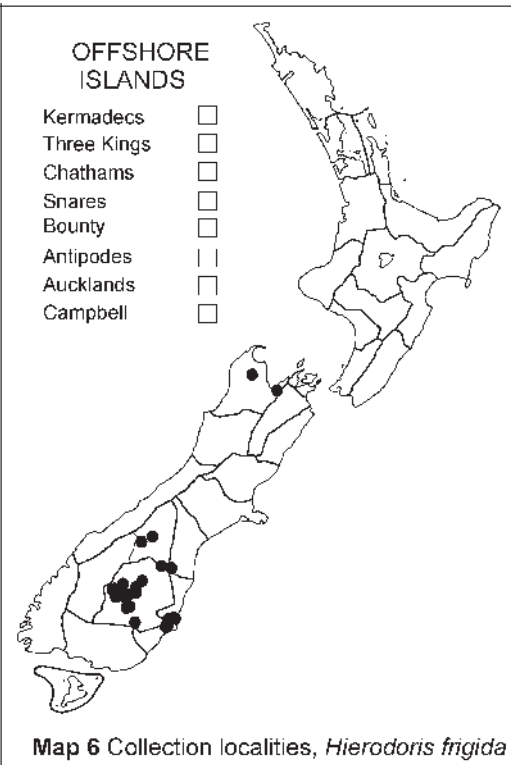 OFFSHORE
ISLANDS
Kermadecs
Three Kings
Chathams
Snares
Bounty
Antipodes
Aucklands
Campbell
Map 6 Collection localities, Hierodoris frigida